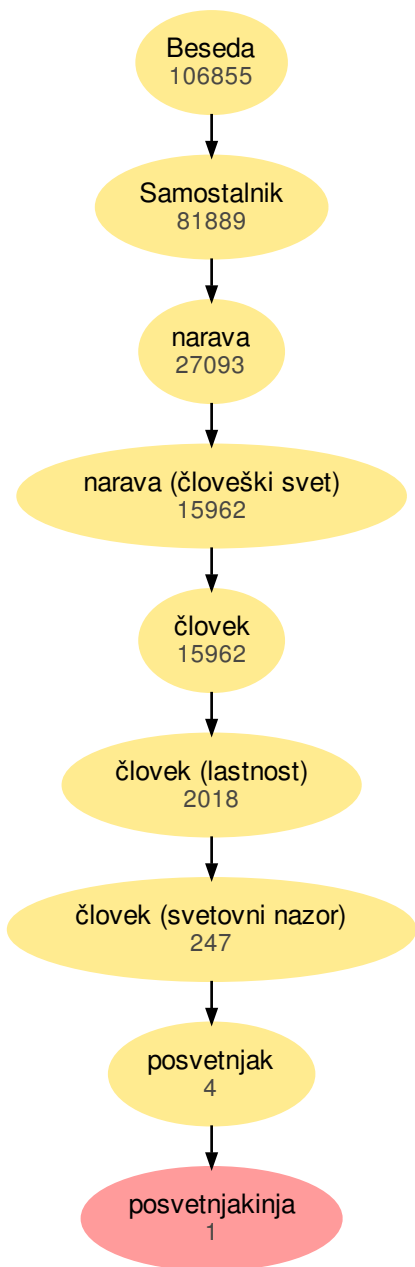 Beseda
106855
Samostalnik
81889
narava
27093
narava (človeški svet)
15962
človek
15962
človek (lastnost)
2018
človek (svetovni nazor)
247
posvetnjak
4
posvetnjakinja
1